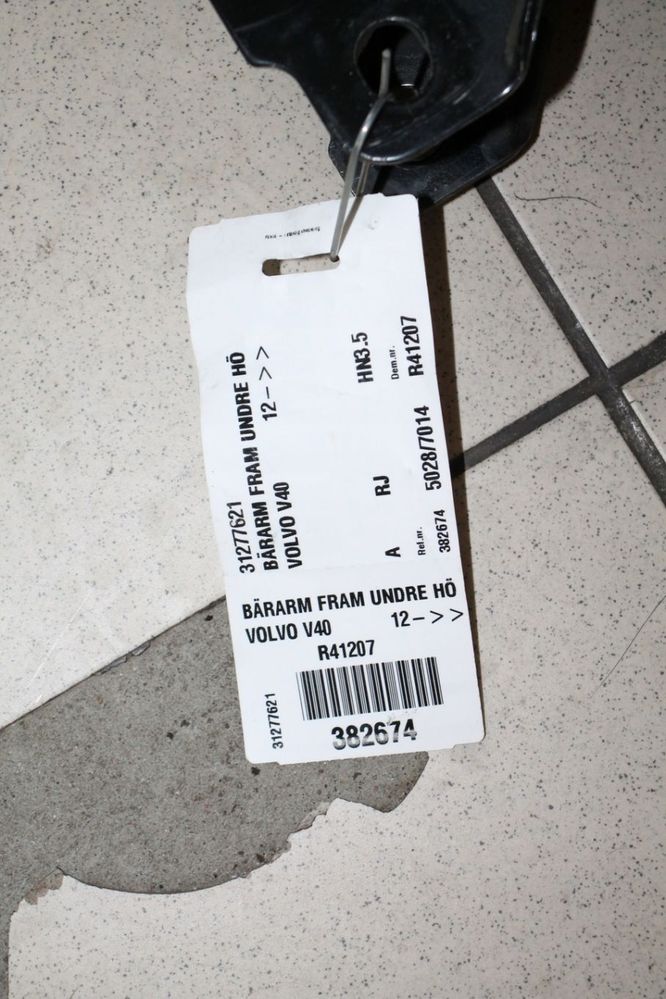 31277621
BÄRARM FRAM UNDRE HÖ
VOLVO V40 12->>
HN3.5
A RJ
Dem.nr.
R41207
Ref.nr.
382674 5028/7014
BÄRARM FRAM UNDRE HÖ
VOLVO V40 12->>
R41207
31277621
382674